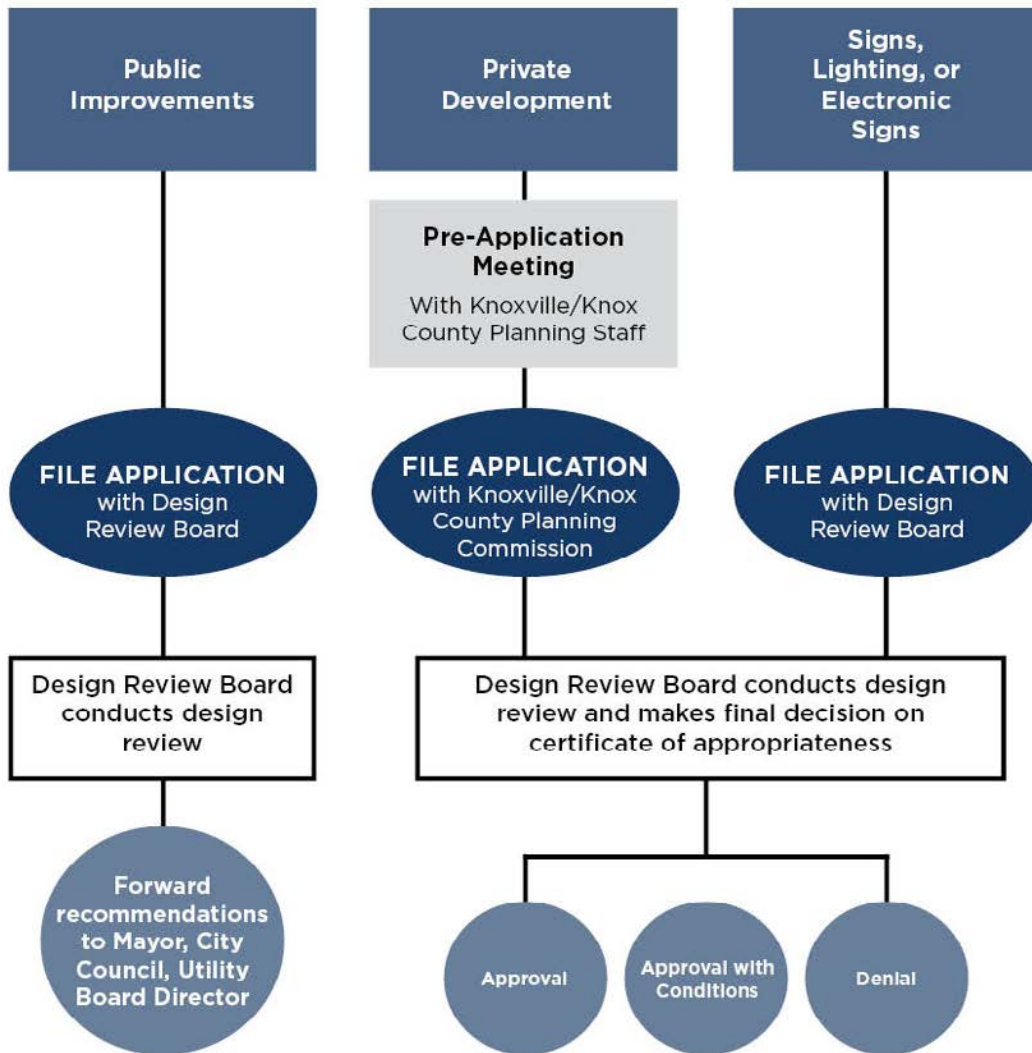 Public
Improvements
Private
Development
Signs,
Lighting, or
Electronic
Signs
Pre-Application
Meeting
With Knoxville/Knox
County Planning Staff
FILE APPLICATION
with Design
Review Board
FILE APPLICATION
with Knoxville/Knox
County Planning
Commission
FILE APPLICATION
with Design
Review Board
Design Review Board
conducts design
review
Design Review Board conducts design
review and makes final decision on
certificate of appropriateness
Forward
recommendations
to Mayor, City
Council, Utility
Board Director
Approval
Approval with
Conditions
Denial